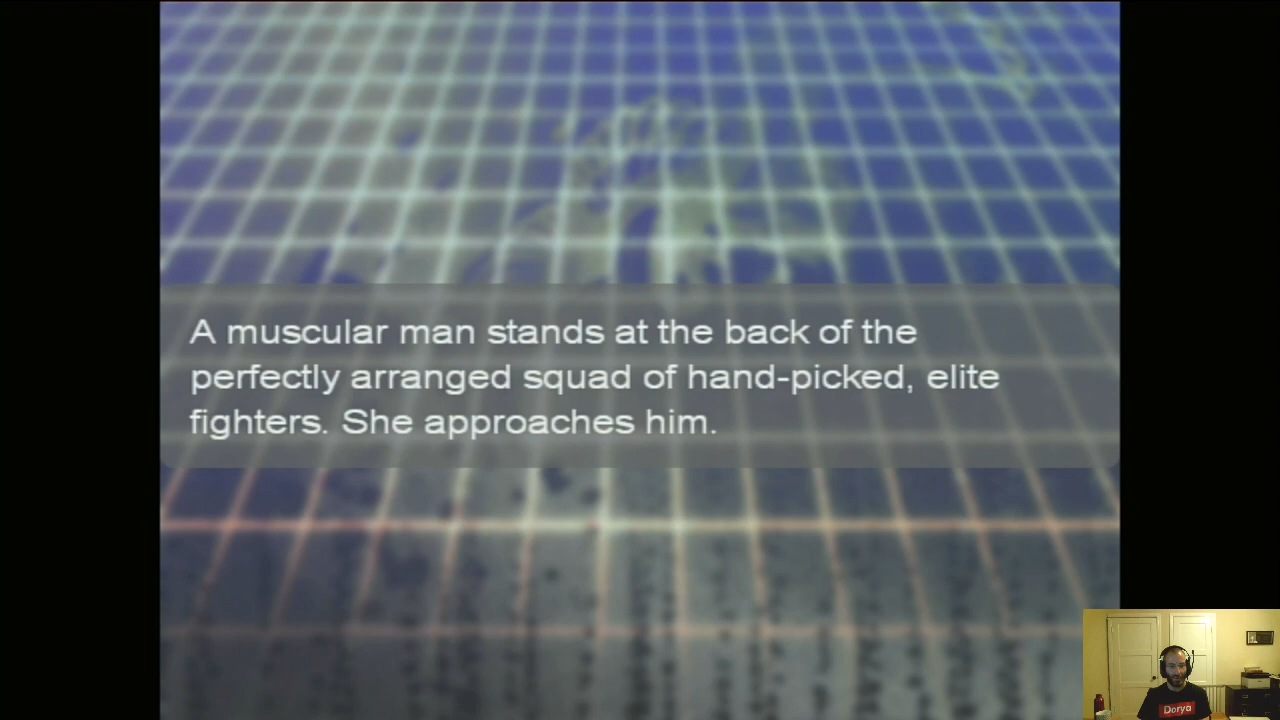 A muscular man stands at the back of the
perfectly arranged squad of hand-picked, elite
fighters. She approaches him.
Dorya